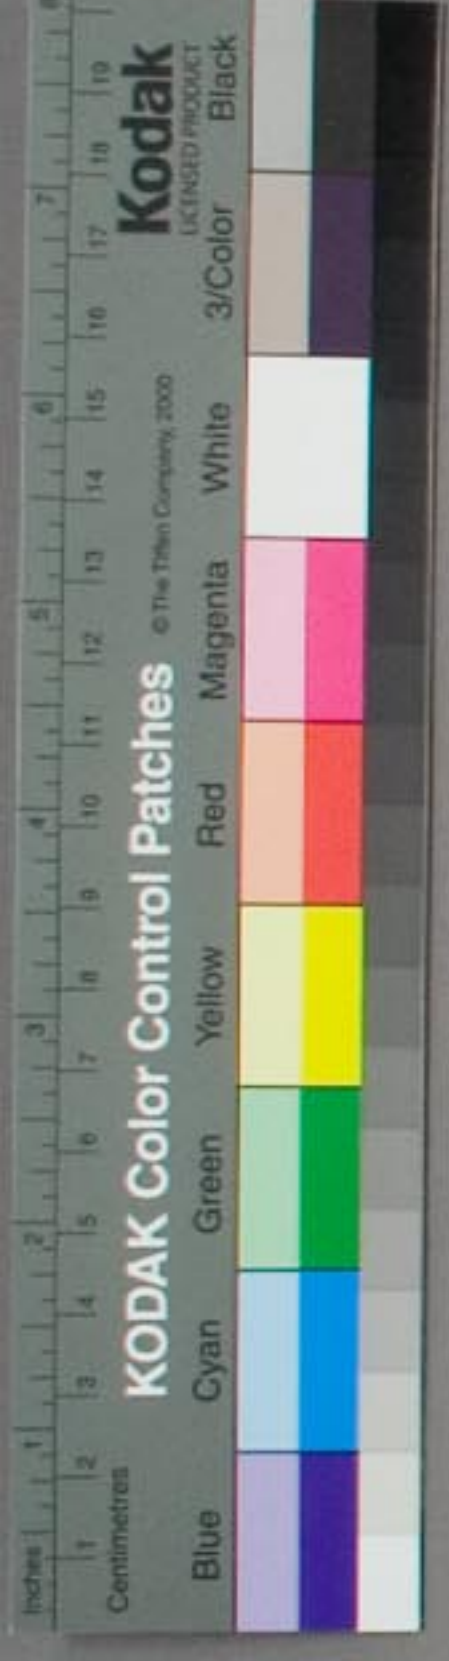 Inches 1 2 3 4 5 6 7 8
Centimetres 1 2 3 4 5 6 7 8 9 10 11 12 13 14 15 16 17 18 19
KODAK Color Control Patches © The Tiffen Company, 2000 Kodak
LICENSED PRODUCT
Blue Cyan Green Yellow Red Magenta White 3/Color Black